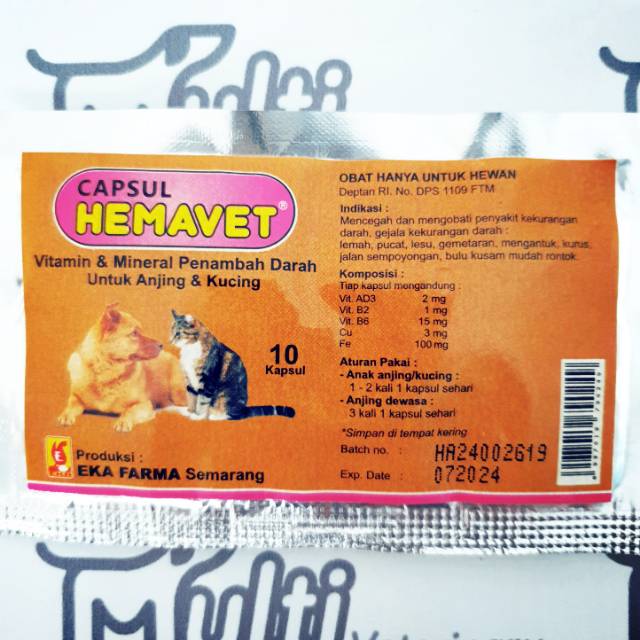 Multi
CAPSUL
HEMAVET®
Vitamin & Mineral Penambah Darah
Untuk Anjing & Kucing
10
Kapsul
Produksi :
EKA FARMA Semarang
OBAT HANYA UNTUK HEWAN
Deptan RI. No. DPS 1109 FTM
Indikasi :
Mencegah dan mengobati penyakit kekurangan
darah, gejala kekurangan darah :
lemah, pucat, lesu, gemetaran, mengantuk, kurus,
jalan sempoyongan, bulu kusam mudah rontok.
Komposisi :
Tiap kapsul mengandung :
Vit. AD3 2 mg
Vit. B2 1 mg
Vit. B6 15 mg
Cu 3 mg
Fe 100 mg
Aturan Pakai :
- Anak anjing/kucing :
1 - 2 kali 1 kapsul sehari
- Anjing dewasa :
3 kali 1 kapsul sehari
*Simpan di tempat kering
Batch no. : HA24002619
Exp. Date : 072024
Multi